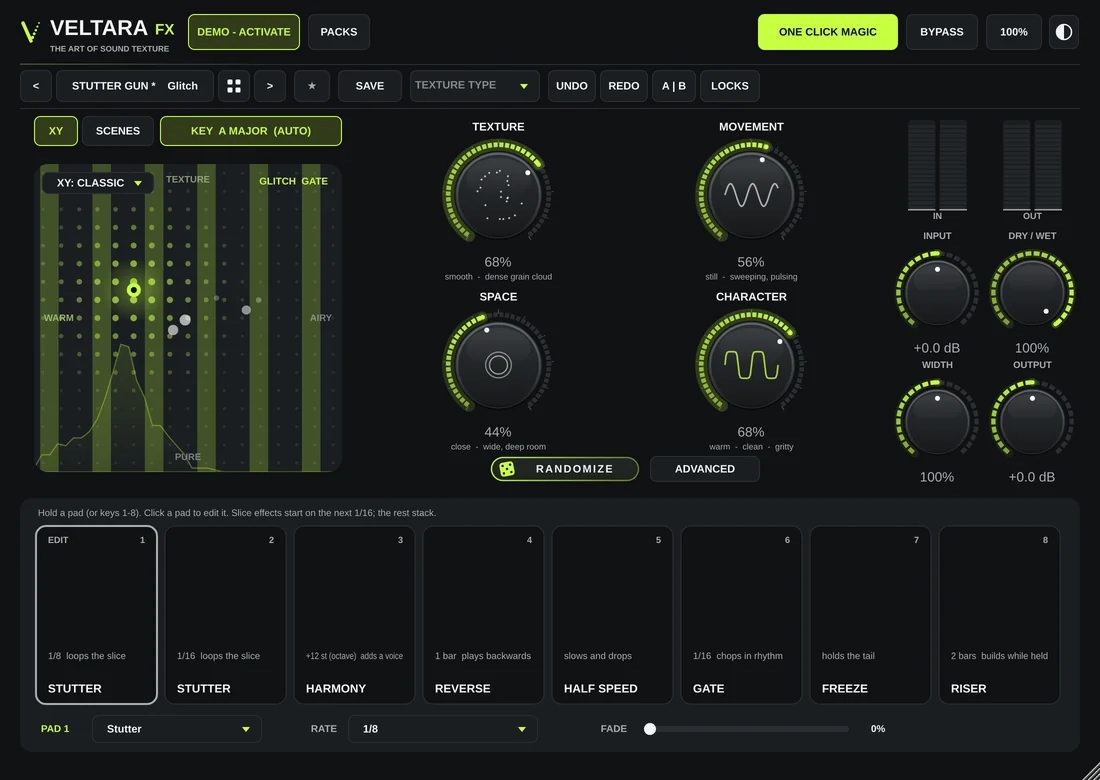 VELTARA FX
THE ART OF SOUND TEXTURE
DEMO - ACTIVATE
PACKS
ONE CLICK MAGIC
BYPASS
100%
<
STUTTER GUN * Glitch
>
★
SAVE
TEXTURE TYPE
UNDO
REDO
A | B
LOCKS
XY
SCENES
KEY A MAJOR (AUTO)
XY: CLASSIC
TEXTURE
GLITCH GATE
WARM
AIRY
PURE
TEXTURE
68%
smooth - dense grain cloud
MOVEMENT
56%
still - sweeping, pulsing
SPACE
44%
close - wide, deep room
CHARACTER
68%
warm - clean - gritty
RANDOMIZE
ADVANCED
IN
OUT
INPUT
DRY / WET
+0.0 dB
100%
WIDTH
OUTPUT
100%
+0.0 dB
Hold a pad (or keys 1-8). Click a pad to edit it. Slice effects start on the next 1/16; the rest stack.
EDIT 1
1/8 loops the slice
STUTTER
2
1/16 loops the slice
STUTTER
3
+12 st (octave) adds a voice
HARMONY
4
1 bar plays backwards
REVERSE
5
slows and drops
HALF SPEED
6
1/16 chops in rhythm
GATE
7
holds the tail
FREEZE
8
2 bars builds while held
RISER
PAD 1
Stutter
RATE
1/8
FADE
0%